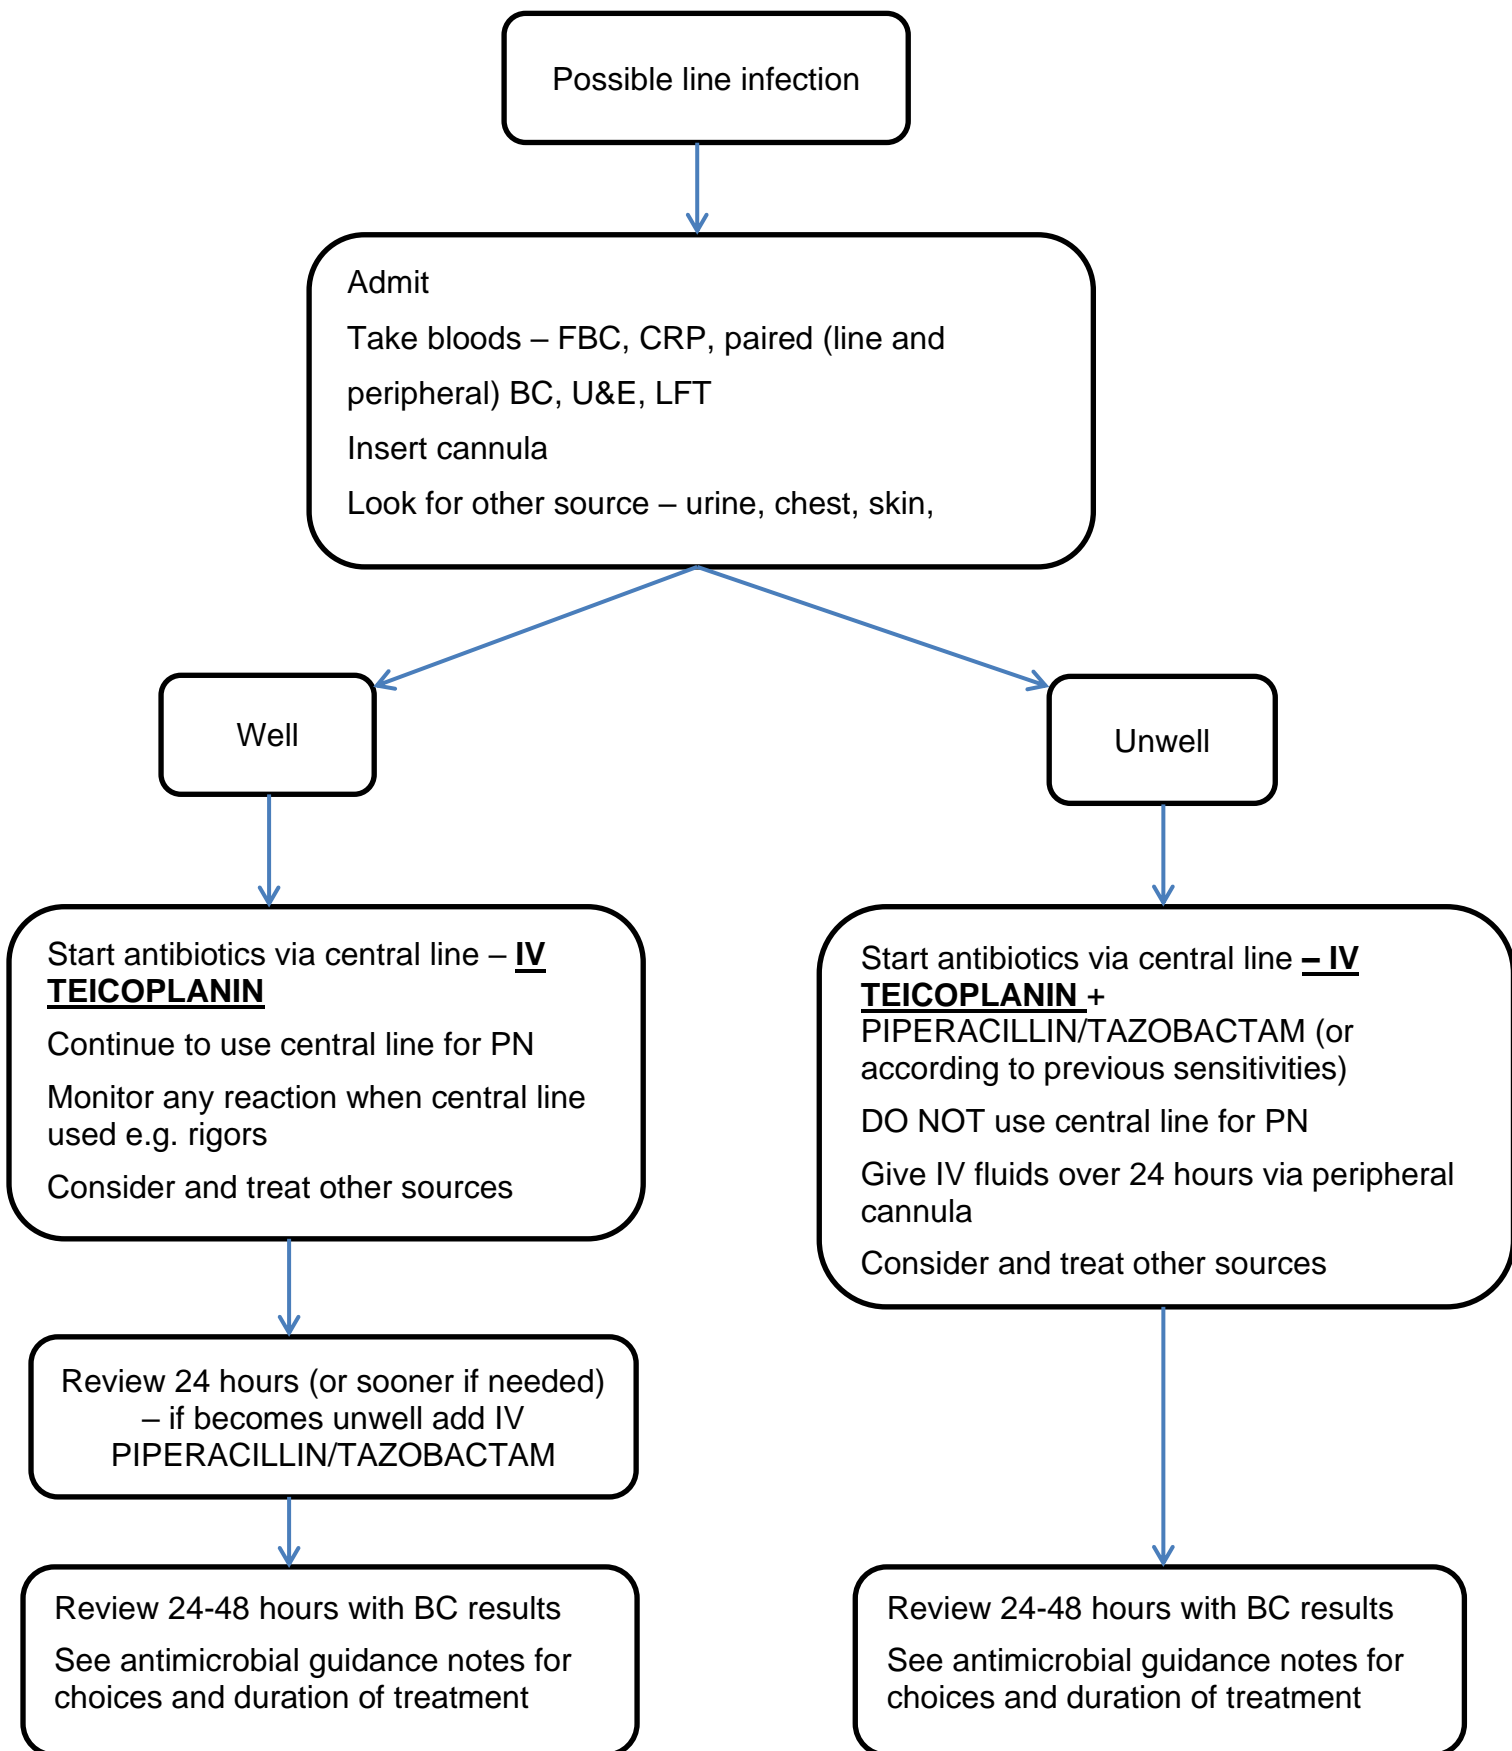 Possible line infection
Admit
Take bloods – FBC, CRP, paired (line and
peripheral) BC, U&E, LFT
Insert cannula
Look for other source – urine, chest, skin,
Well
Unwell
Start antibiotics via central line – IV
TEICOPLANIN
Continue to use central line for PN
Monitor any reaction when central line
used e.g. rigors
Consider and treat other sources
Start antibiotics via central line – IV
TEICOPLANIN +
PIPERACILLIN/TAZOBACTAM (or
according to previous sensitivities)
DO NOT use central line for PN
Give IV fluids over 24 hours via peripheral
cannula
Consider and treat other sources
Review 24 hours (or sooner if needed)
– if becomes unwell add IV
PIPERACILLIN/TAZOBACTAM
Review 24-48 hours with BC results
See antimicrobial guidance notes for
choices and duration of treatment
Review 24-48 hours with BC results
See antimicrobial guidance notes for
choices and duration of treatment